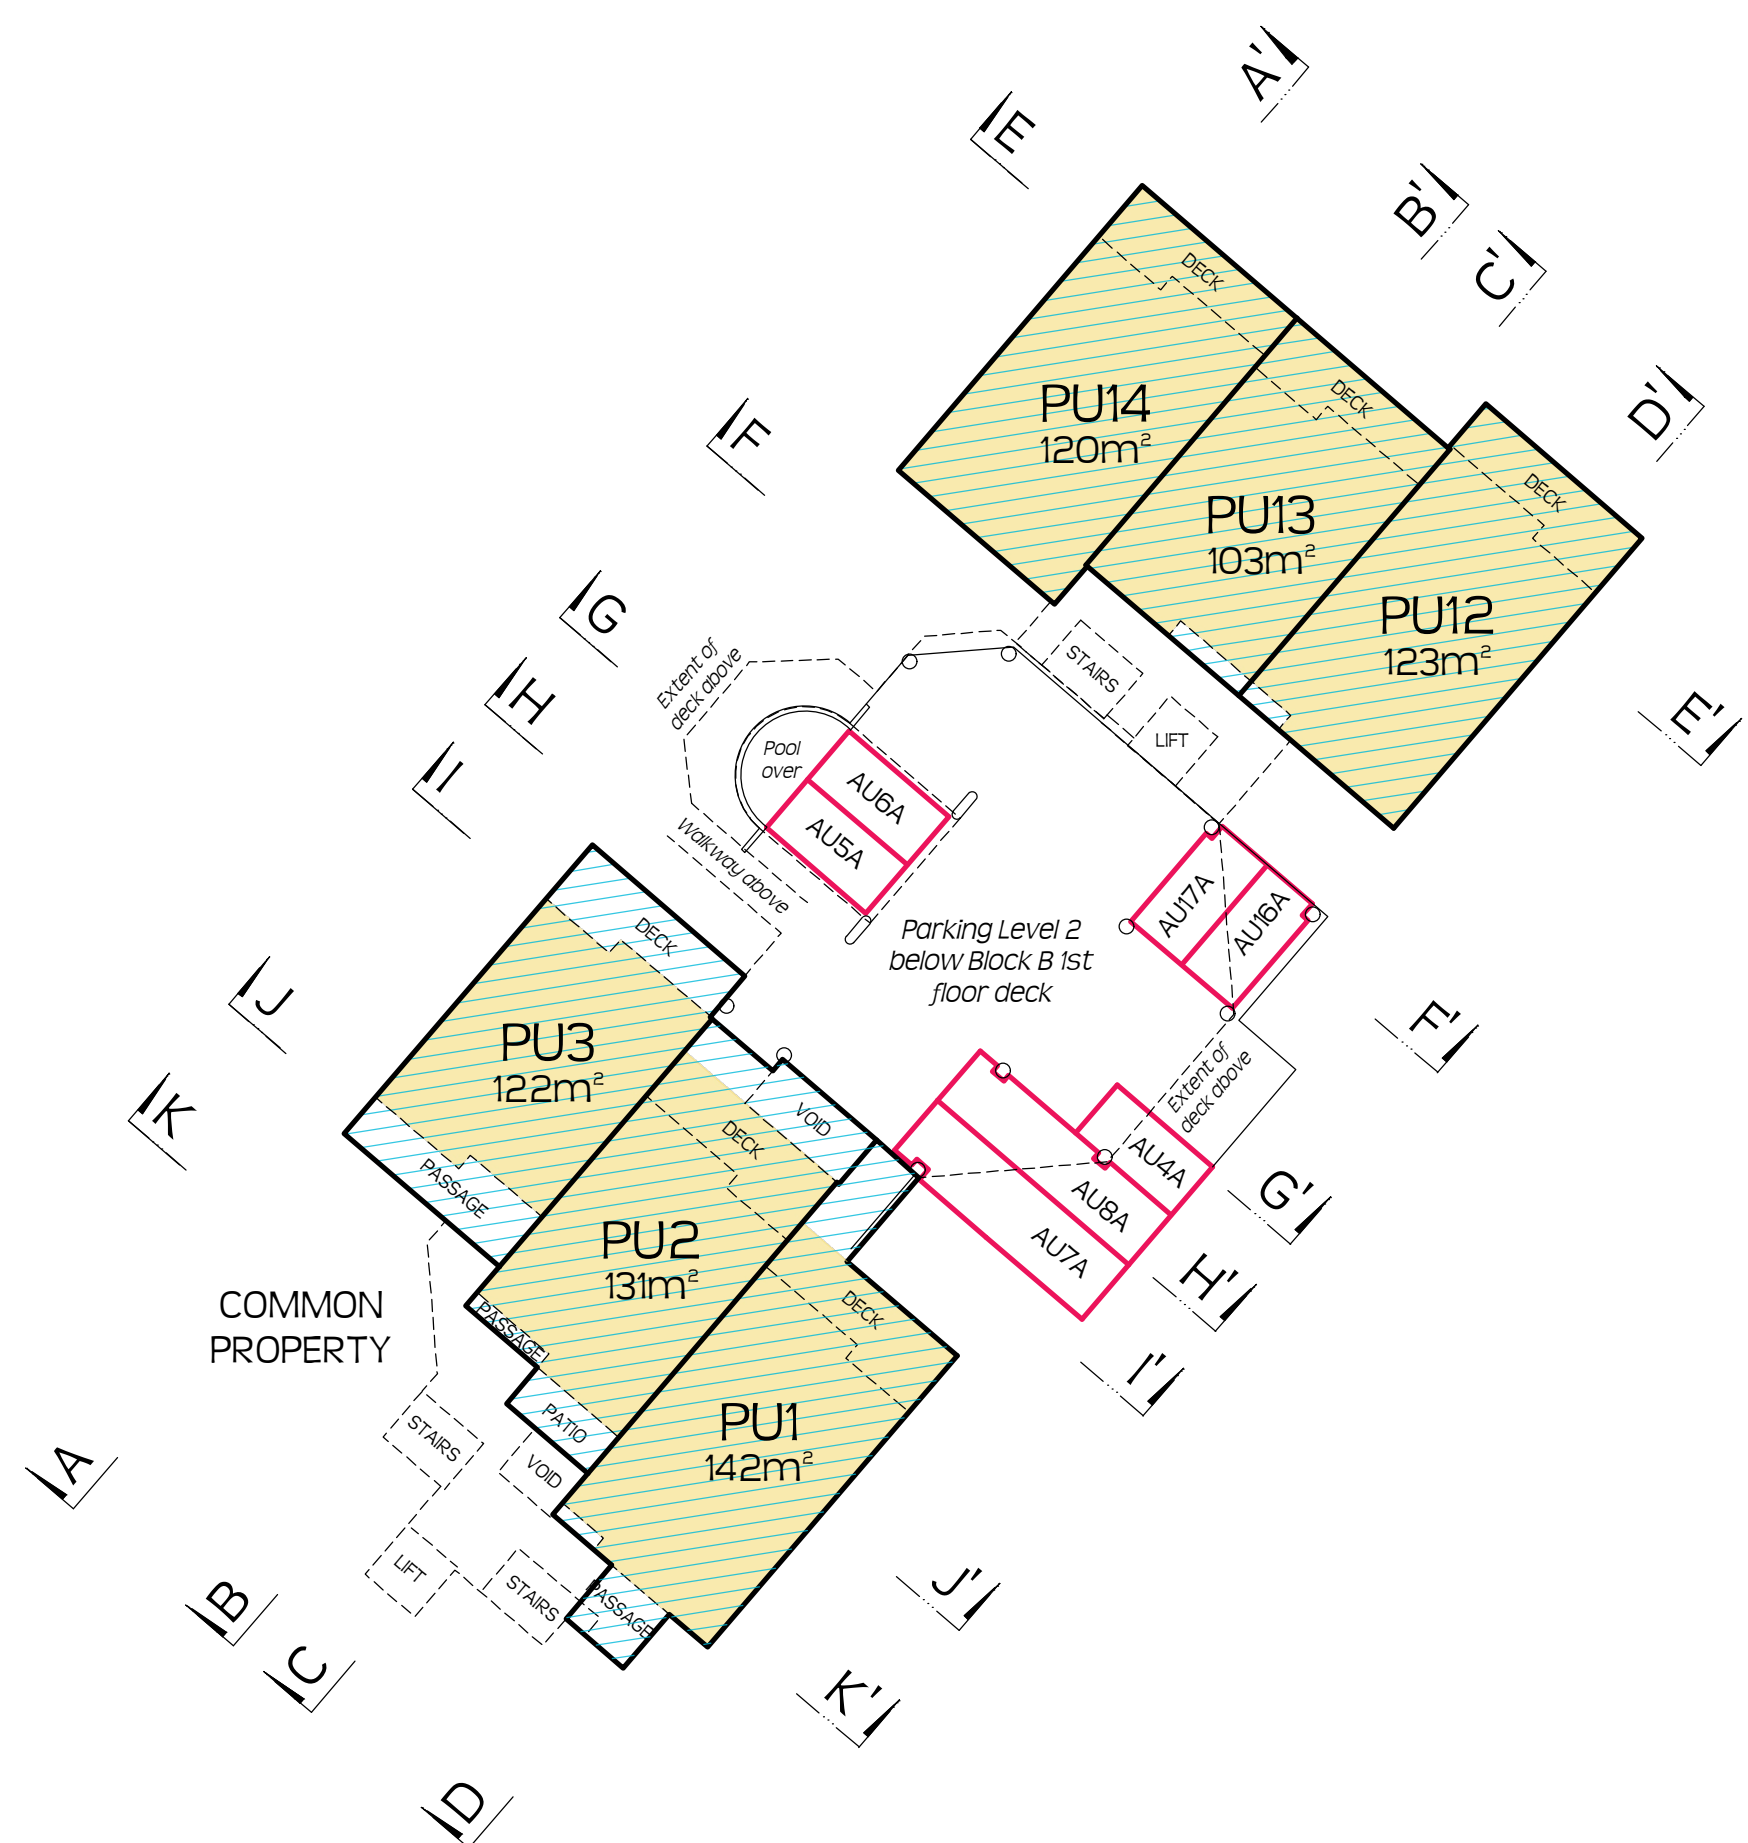 A'
E
B'
C'
DECK
PU14
120m²
DECK
D'
F
DECK
PU13
103m²
PU12
123m²
G
Extent of
deck above
STAIRS
LIFT
E'
H
Pool
over
AU6A
AU5A
I
Walkway above
AU17A
AU16A
Parking Level 2
below Block B 1st
floor deck
DECK
J
PU3
122m²
F'
Extent of
deck above
K
VOID
DECK
AU4A
AU8A
AU7A
G'
PASSAGE
PU2
131m²
H'
COMMON
PROPERTY
PASSAGE
DECK
I'
STAIRS
PATIO
VOID
PU1
142m²
A
LIFT
STAIRS
PASSAGE
J'
B
C
K'
D